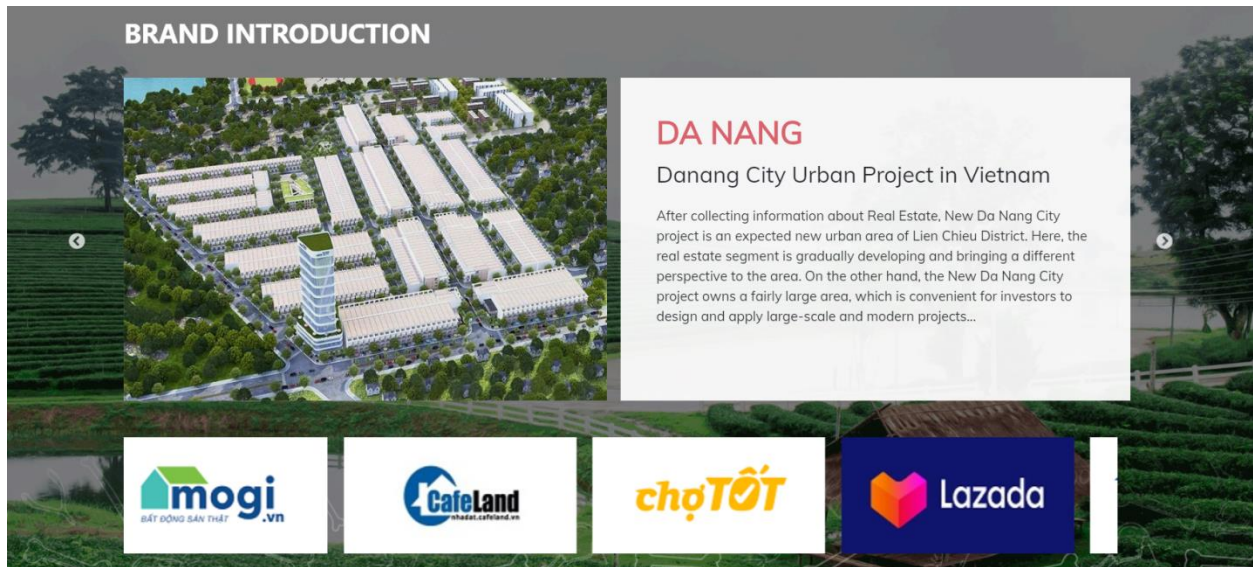 BRAND INTRODUCTION
DA NANG
Danang City Urban Project in Vietnam
After collecting information about Real Estate, New Da Nang City
project is an expected new urban area of Lien Chieu District. Here, the
real estate segment is gradually developing and bringing a different
perspective to the area. On the other hand, the New Da Nang City
project owns a fairly large area, which is convenient for investors to
design and apply large-scale and modern projects...
mogi
BẤT ĐỘNG SẢN THẬT .vn
CafeLand
nhadat.cafeland.vn
chợTỐT
Lazada